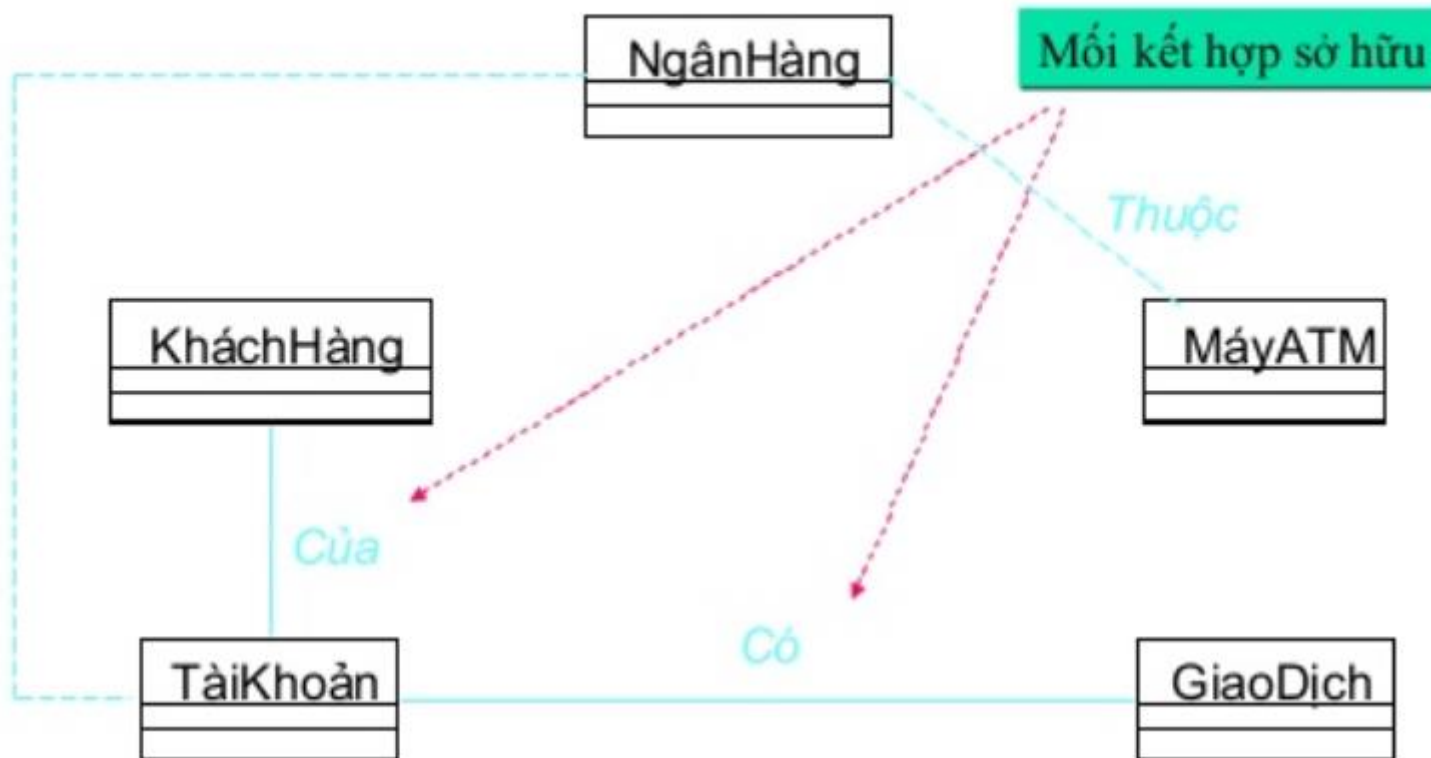 NgânHàng
Mối kết hợp sở hữu
Thuộc
KháchHàng
MáyATM
Của
Có
TàiKhoản
GiaoDịch